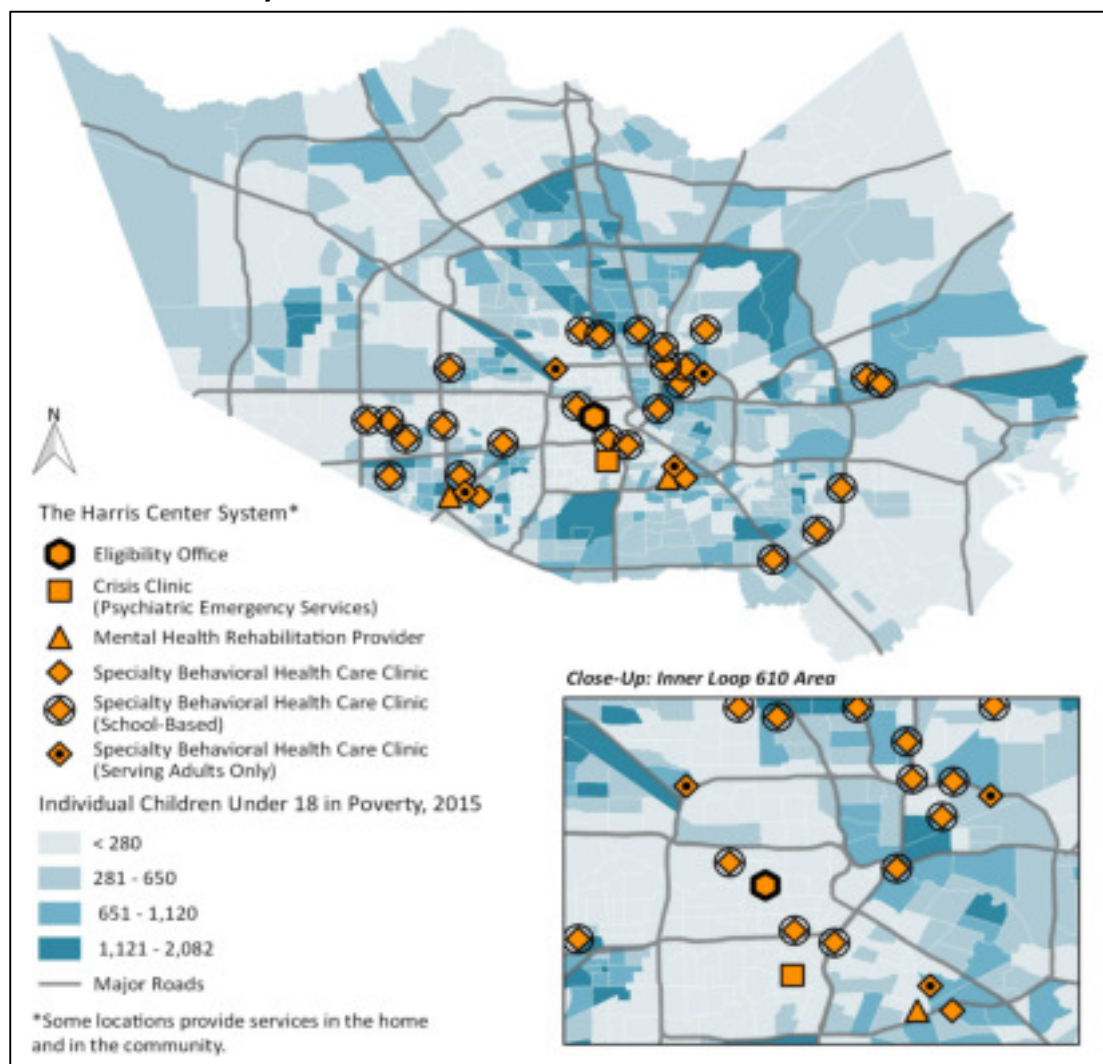 N
The Harris Center System*
Eligibility Office
Crisis Clinic
(Psychiatric Emergency Services)
Mental Health Rehabilitation Provider
Specialty Behavioral Health Care Clinic
Specialty Behavioral Health Care Clinic
(School-Based)
Specialty Behavioral Health Care Clinic
(Serving Adults Only)
Individual Children Under 18 in Poverty, 2015
< 280
281 - 650
651 - 1,120
1,121 - 2,082
Major Roads
*Some locations provide services in the home
and in the community.
Close-Up: Inner Loop 610 Area